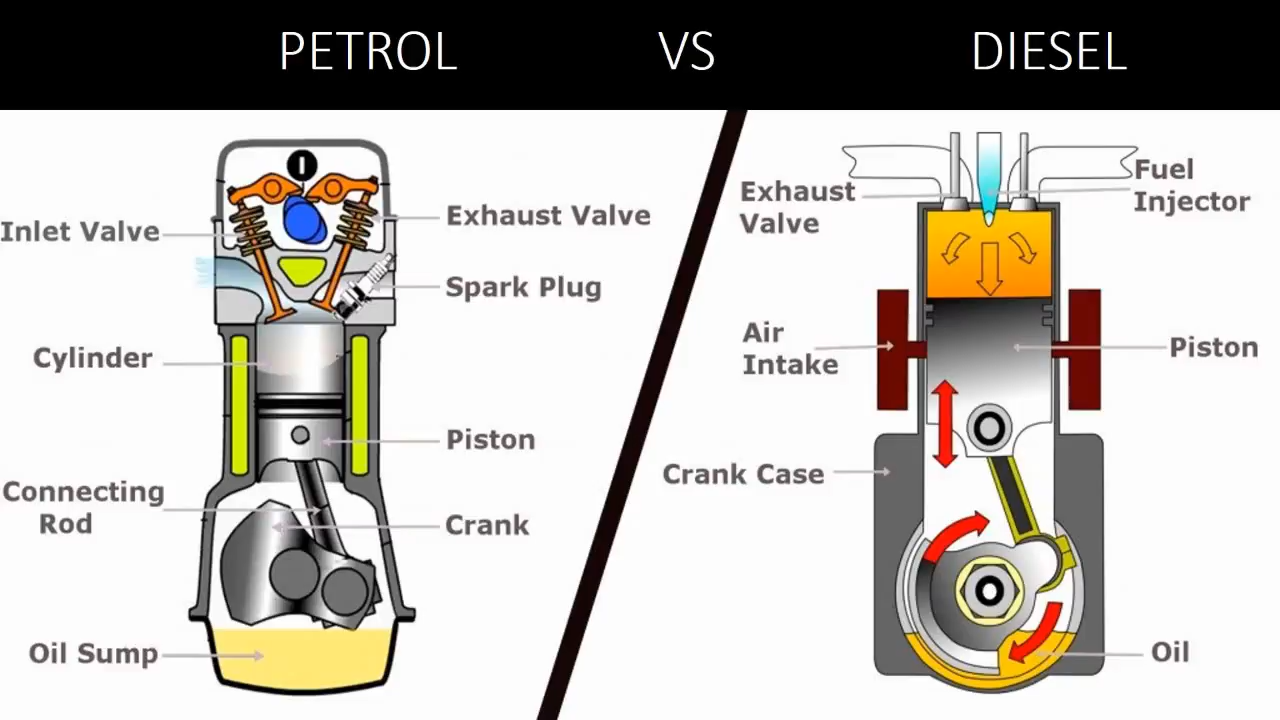 PETROL VS DIESEL
I
Inlet Valve
Exhaust Valve
Spark Plug
Cylinder
Piston
Connecting
Rod
Crank
Oil Sump
Exhaust
Valve
Fuel
Injector
Air
Intake
Piston
Crank Case
Oil